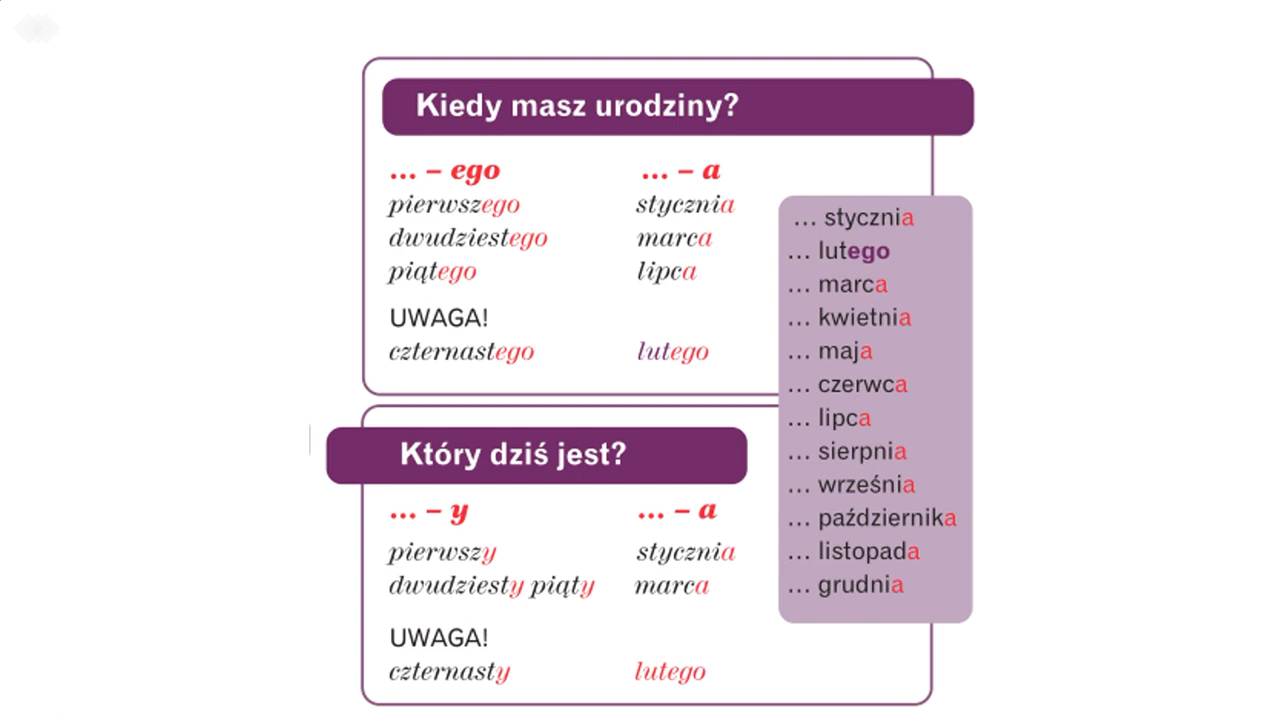 Kiedy masz urodziny?
... – ego ... – a
pierwszego stycznia
dwudziestego marca
piątego lipca
UWAGA!
czternastego lutego
... stycznia
... lutego
... marca
... kwietnia
... maja
... czerwca
... lipca
... sierpnia
... września
... października
... listopada
... grudnia
Który dziś jest?
... – y ... – a
pierwszy stycznia
dwudziesty piąty marca
UWAGA!
czternasty lutego